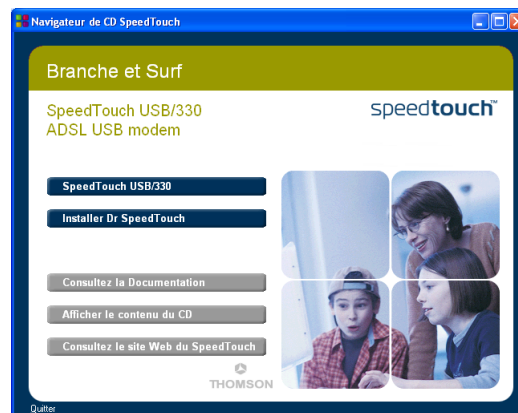 Navigateur de CD SpeedTouch
Branche et Surf
SpeedTouch USB/330
ADSL USB modem
speedtouch™
SpeedTouch USB/330
Installer Dr SpeedTouch
Consultez la Documentation
Afficher le contenu du CD
Consultez le site Web du SpeedTouch
THOMSON
Quitter